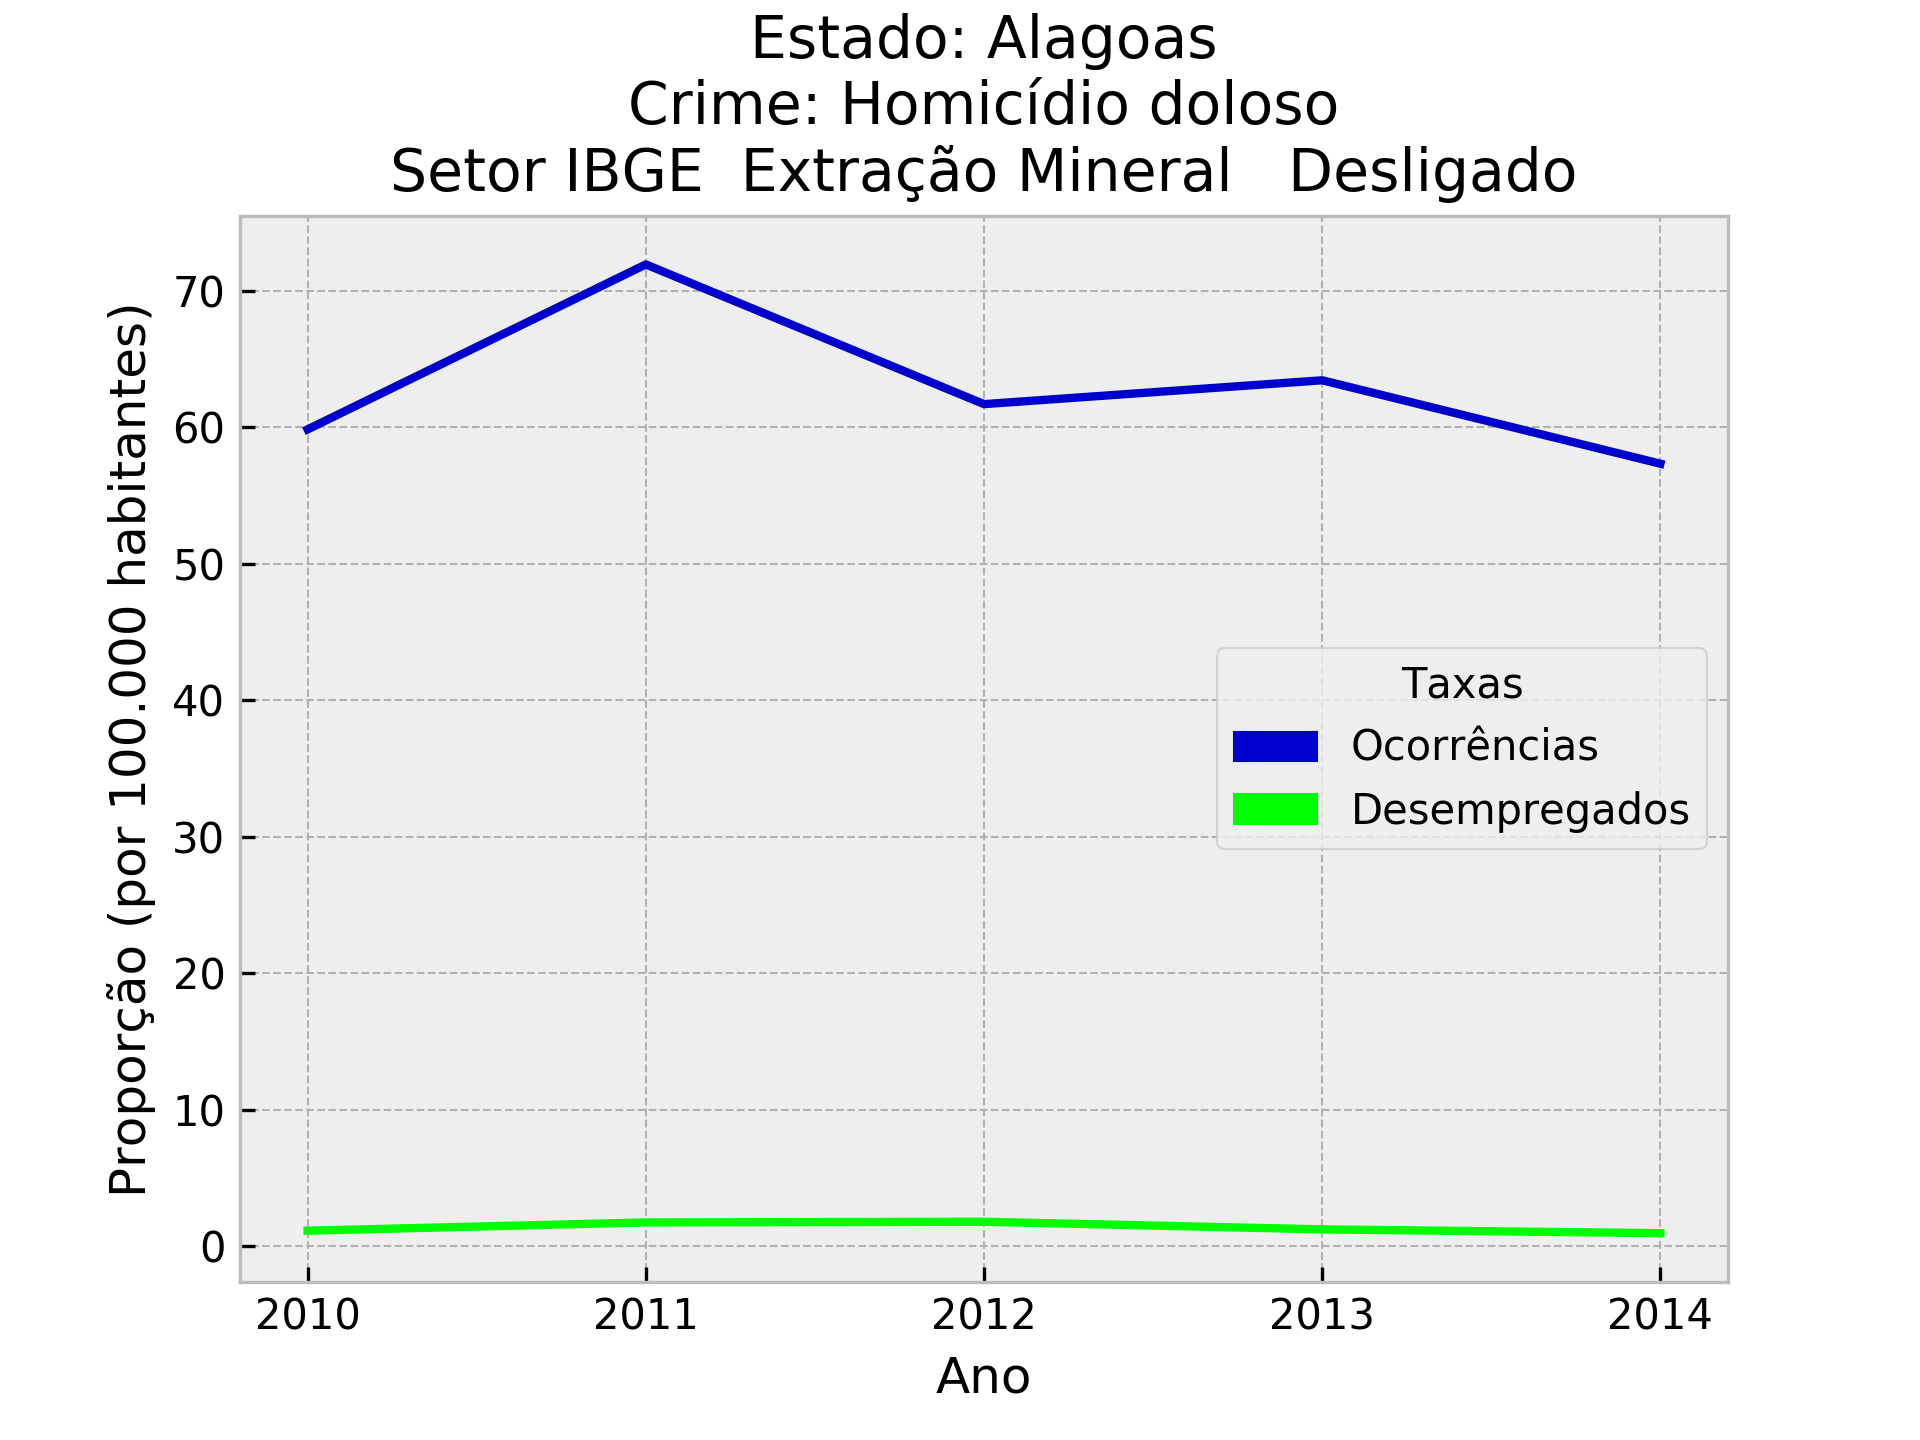 Estado: Alagoas
Crime: Homicídio doloso
Setor IBGE  Extração Mineral   Desligado
Proporção (por 100.000 habitantes)
70
60
50
40
30
20
10
0
Taxas
Ocorrências
Desempregados
2010 2011 2012 2013 2014
Ano